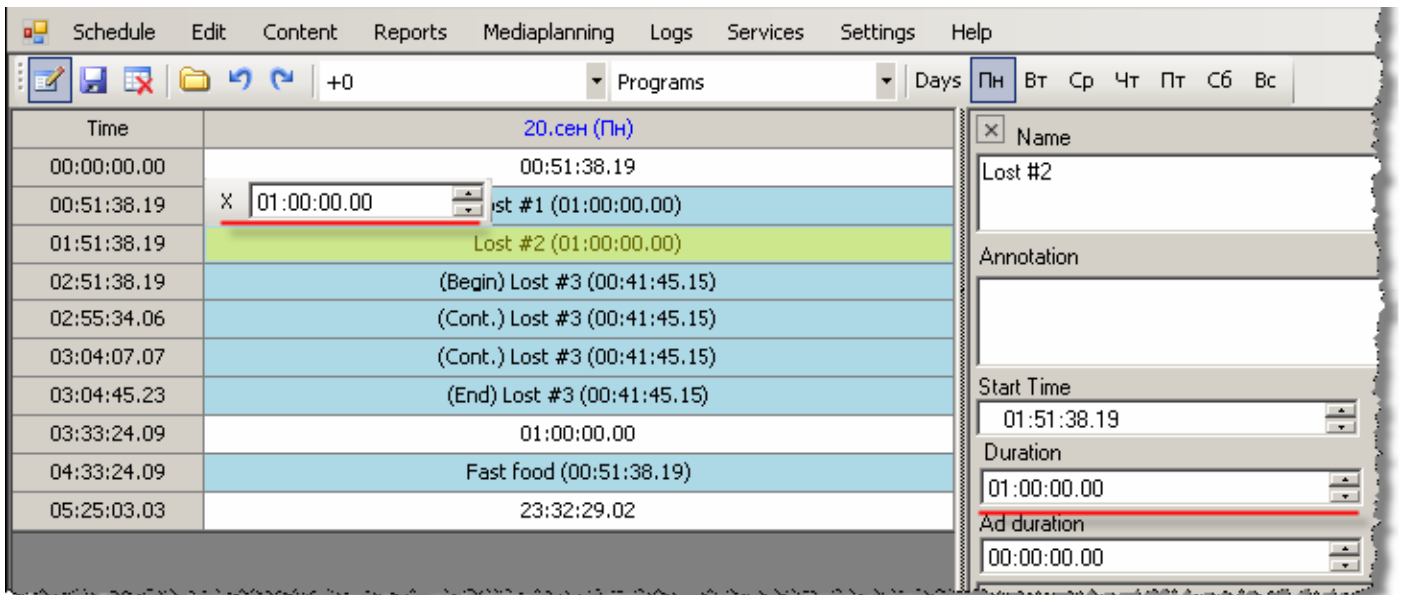 Schedule Edit Content Reports Mediaplanning Logs Services Settings Help
+0 Programs Days Пн Вт Ср Чт Пт Сб Вс
Time 20.сен (Пн)
00:00:00.00 00:51:38.19
00:51:38.19 X 01:00:00.00 ost #1 (01:00:00.00)
01:51:38.19 Lost #2 (01:00:00.00)
02:51:38.19 (Begin) Lost #3 (00:41:45.15)
02:55:34.06 (Cont.) Lost #3 (00:41:45.15)
03:04:07.07 (Cont.) Lost #3 (00:41:45.15)
03:04:45.23 (End) Lost #3 (00:41:45.15)
03:33:24.09 01:00:00.00
04:33:24.09 Fast food (00:51:38.19)
05:25:03.03 23:32:29.02
Name
Lost #2
Annotation
Start Time
01:51:38.19
Duration
01:00:00.00
Ad duration
00:00:00.00